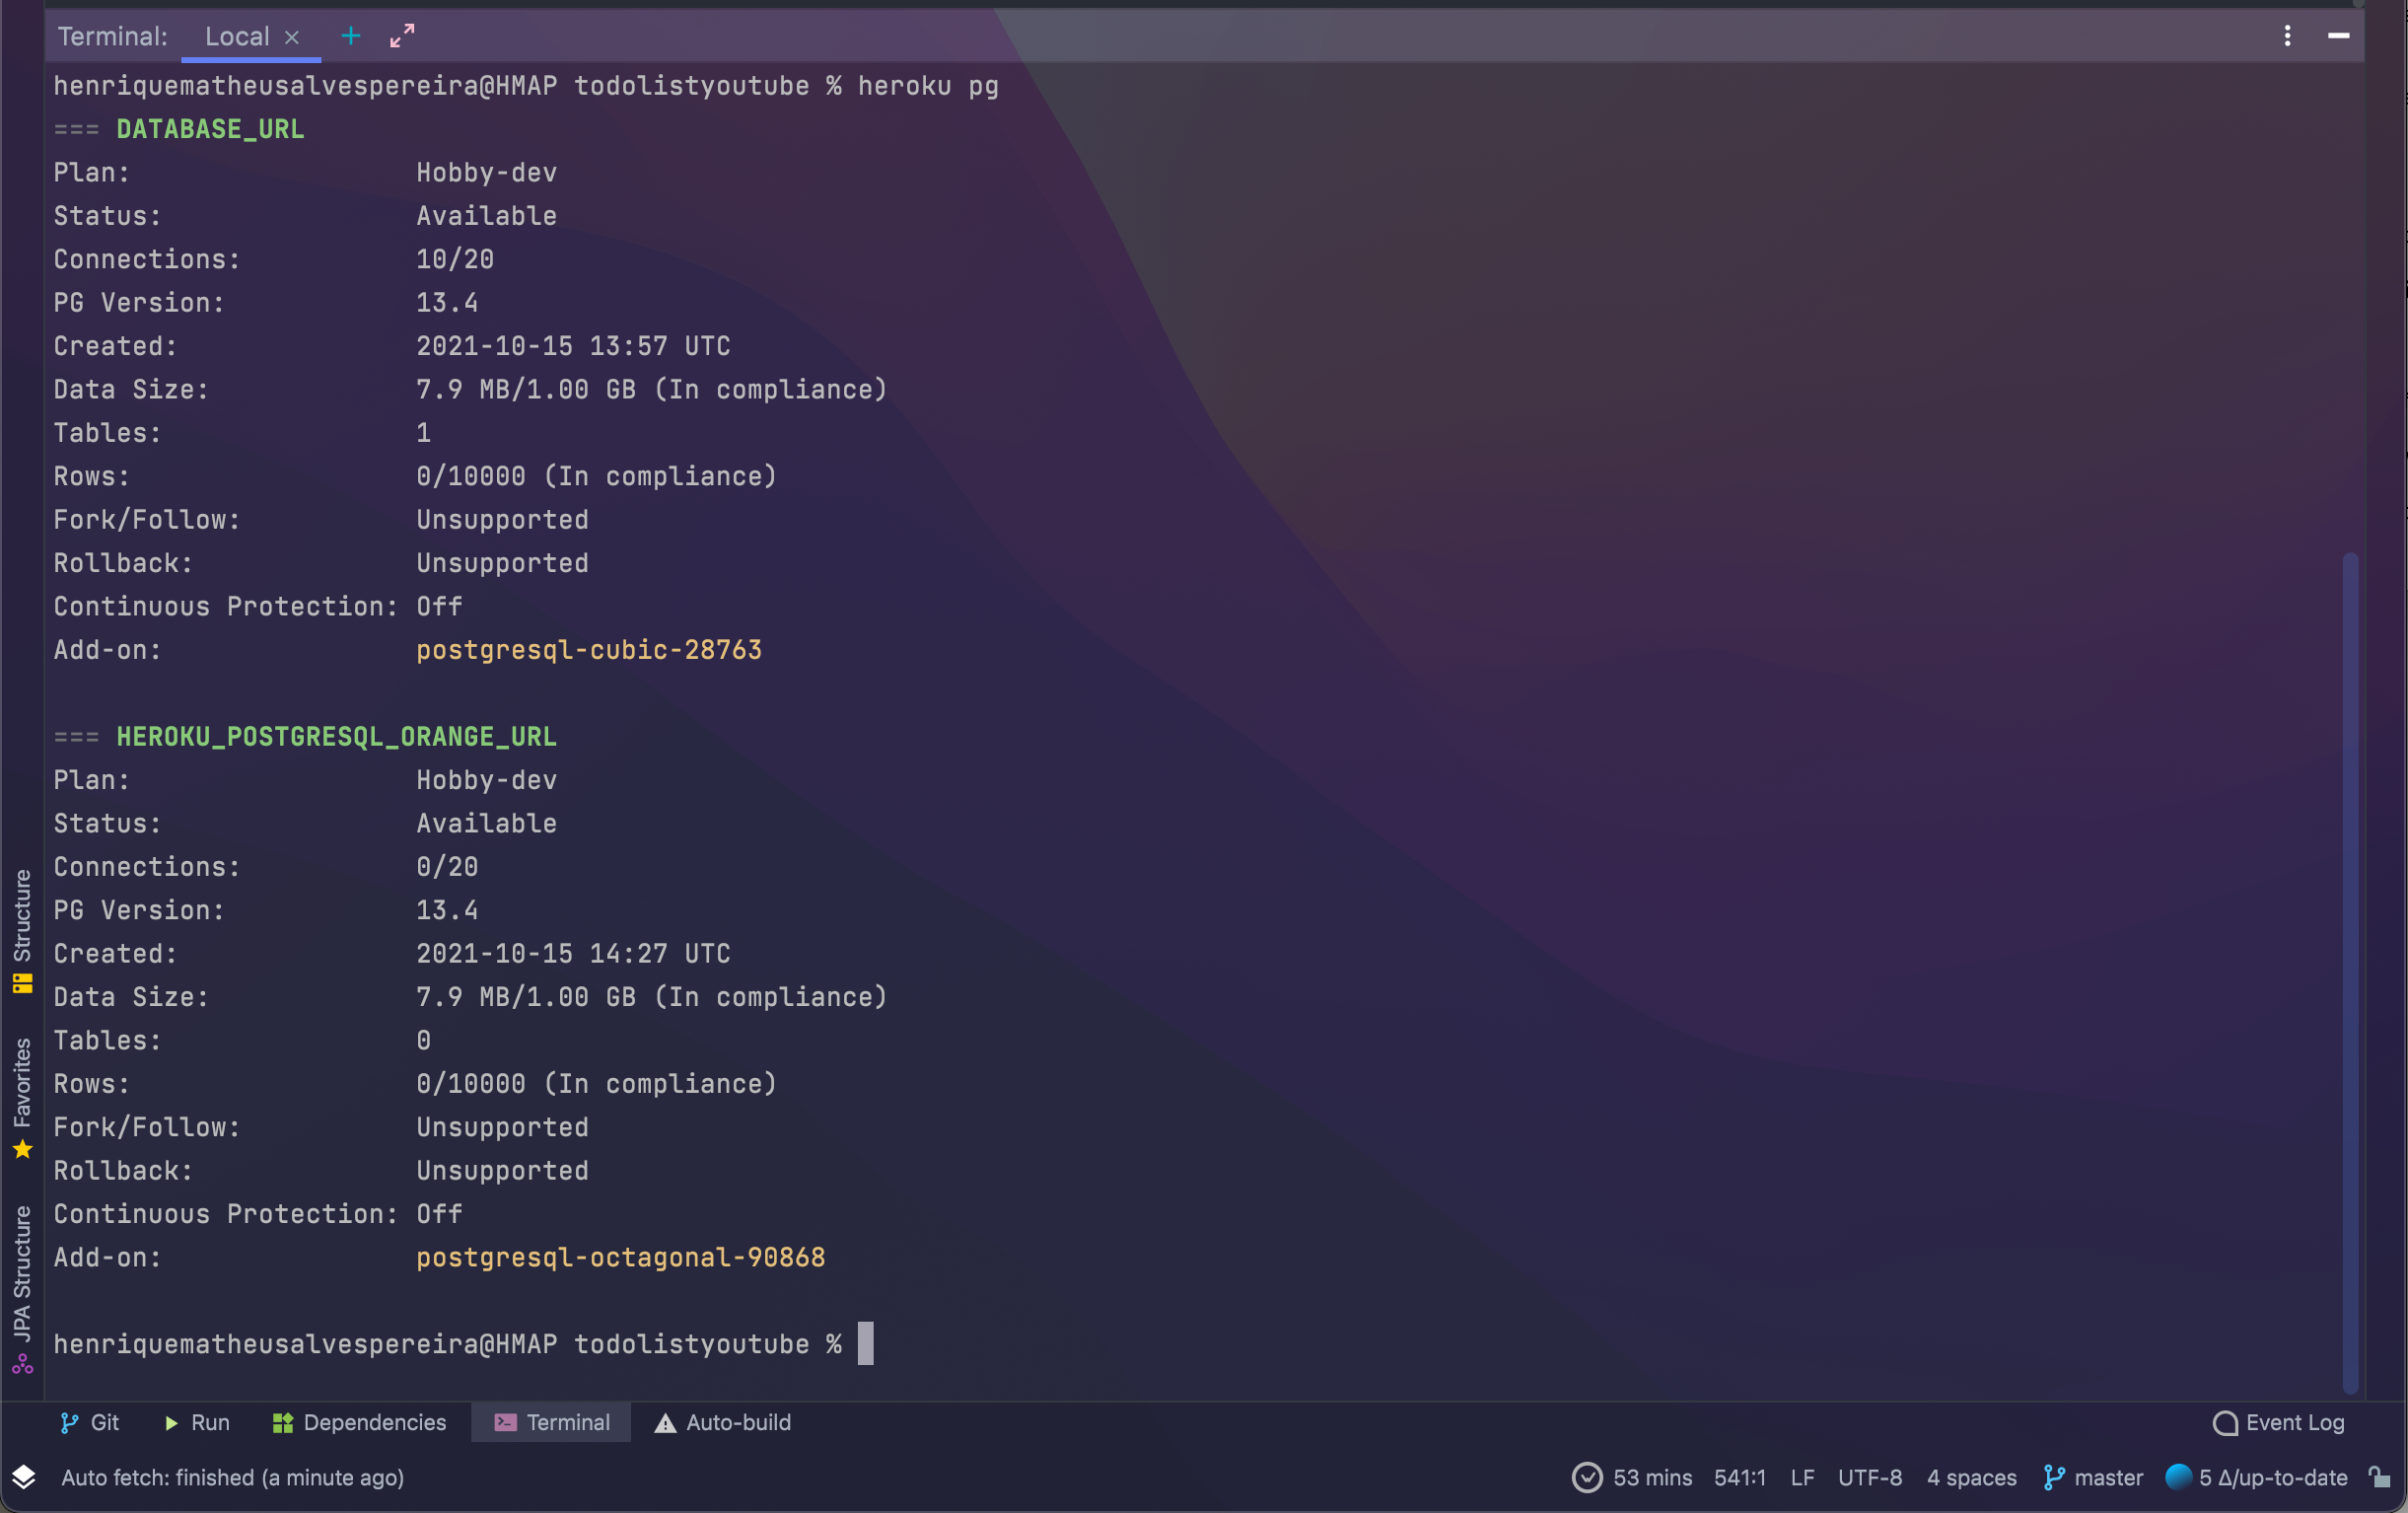 Terminal: Local
henriquematheusalvespereira@HMAP todolistyoutube % heroku pg
=== DATABASE_URL
Plan: Hobby-dev
Status: Available
Connections: 10/20
PG Version: 13.4
Created: 2021-10-15 13:57 UTC
Data Size: 7.9 MB/1.00 GB (In compliance)
Tables: 1
Rows: 0/10000 (In compliance)
Fork/Follow: Unsupported
Rollback: Unsupported
Continuous Protection: Off
Add-on: postgresql-cubic-28763
=== HEROKU_POSTGRESQL_ORANGE_URL
Plan: Hobby-dev
Status: Available
Connections: 0/20
PG Version: 13.4
Created: 2021-10-15 14:27 UTC
Data Size: 7.9 MB/1.00 GB (In compliance)
Tables: 0
Rows: 0/10000 (In compliance)
Fork/Follow: Unsupported
Rollback: Unsupported
Continuous Protection: Off
Add-on: postgresql-octagonal-90868
henriquematheusalvespereira@HMAP todolistyoutube %
Structure
Favorites
JPA Structure
Git Run Dependencies Terminal Auto-build Event Log
Auto fetch: finished (a minute ago) 53 mins 541:1 LF UTF-8 4 spaces master 5 Δ/up-to-date